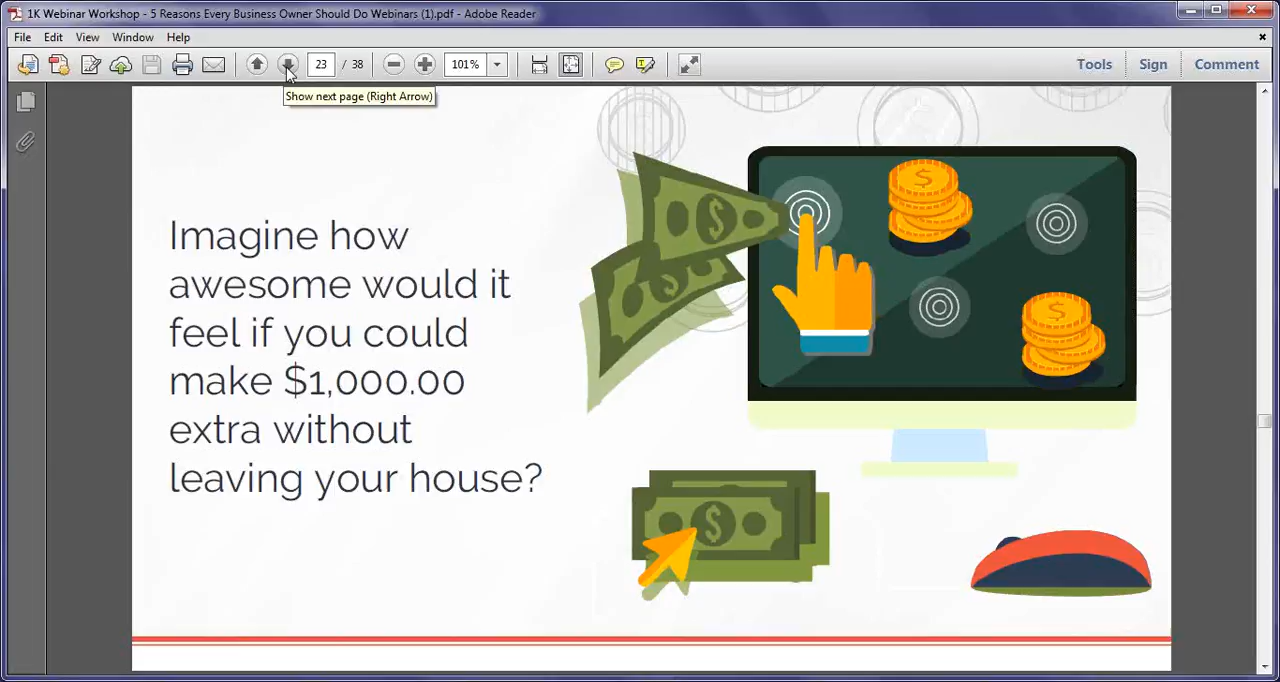 1K Webinar Workshop - 5 Reasons Every Business Owner Should Do Webinars (1).pdf - Adobe Reader
File Edit View Window Help
23 / 38 101% Tools Sign Comment
Show next page (Right Arrow)
Imagine how
awesome would it
feel if you could
make $1,000.00
extra without
leaving your house?
$
$
$
$
$